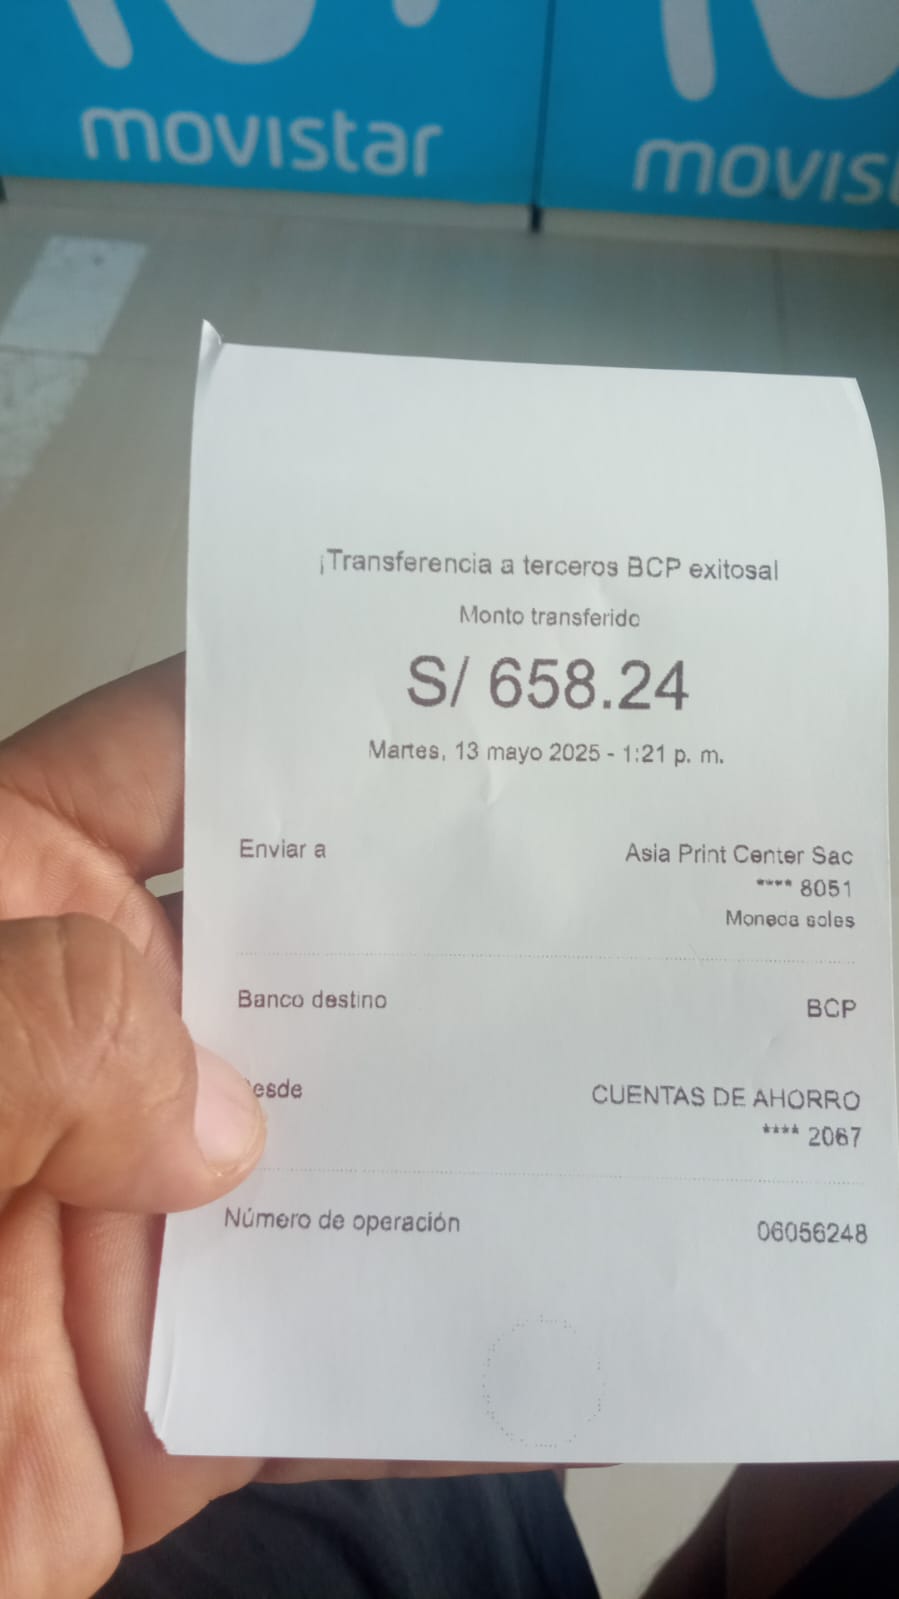 movistar
movis
¡Transferencia a terceros BCP exitosa!
Monto transferido
S/ 658.24
Martes, 13 mayo 2025 - 1:21 p. m.
Enviar a Asia Print Center Sac
**** 8051
Moneda soles
Banco destino BCP
esde CUENTAS DE AHORRO
**** 2067
Número de operación 06056248